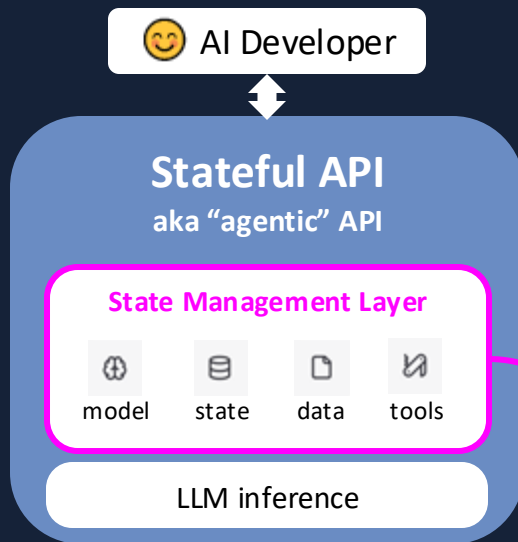 AI Developer
Stateful API
aka “agentic” API
State Management Layer
model state data tools
LLM inference